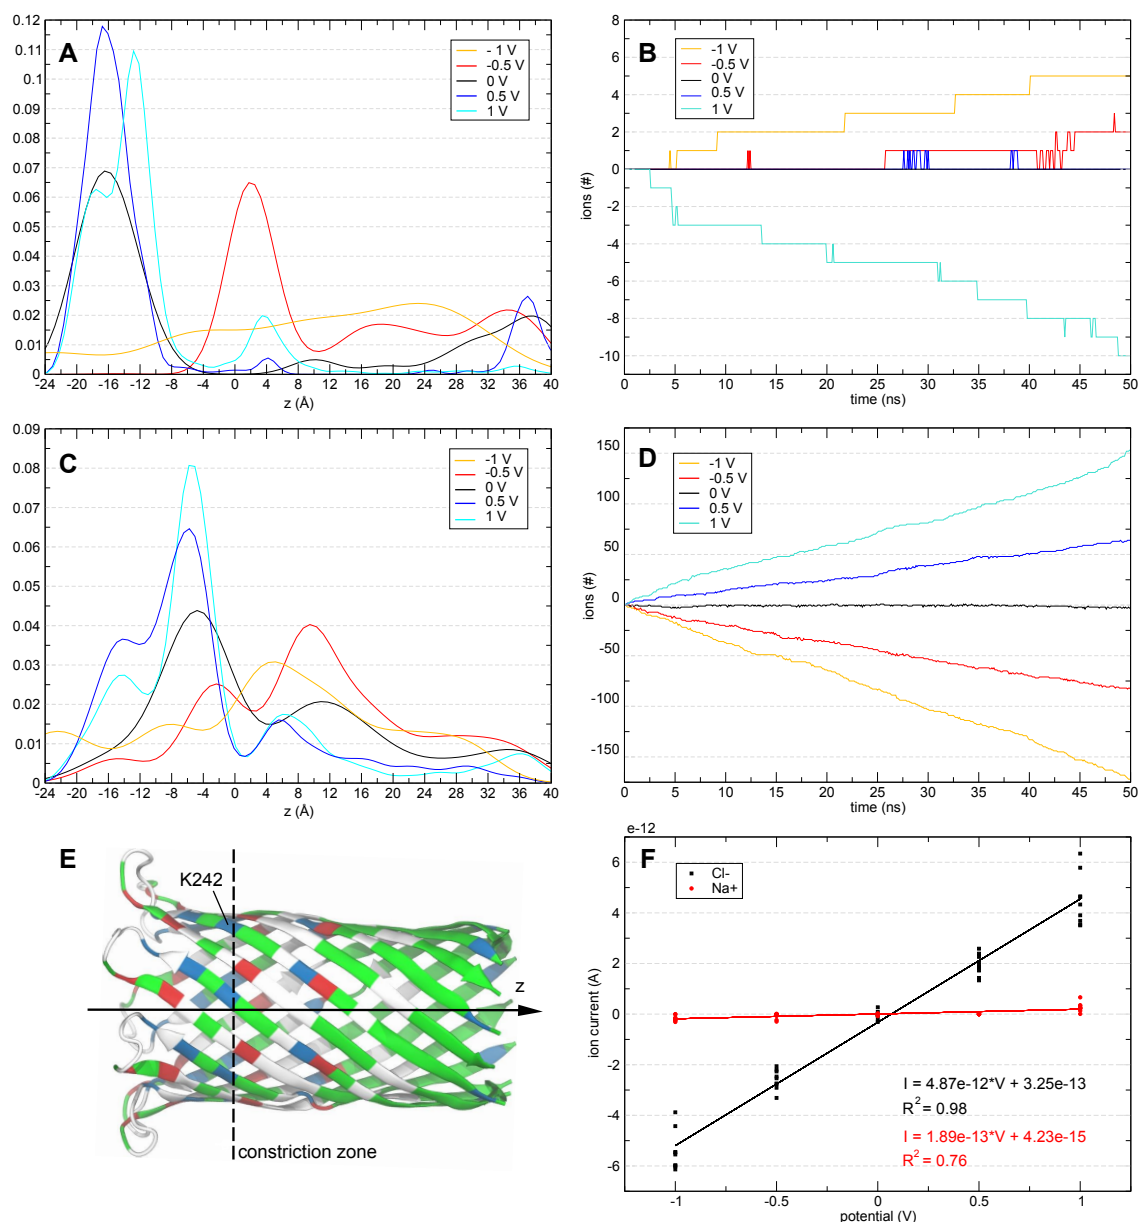 A
- 1 V
-0.5 V
0 V
0.5 V
1 V
0.12
0.11
0.1
0.09
0.08
0.07
0.06
0.05
0.04
0.03
0.02
0.01
0
-24 -20 -16 -12 -8 -4 0 4 8 12 16 20 24 28 32 36 40
z (Å)
B
-1 V
-0.5 V
0 V
0.5 V
1 V
8
6
4
2
0
-2
-4
-6
-8
-10
ions (#)
0 5 10 15 20 25 30 35 40 45 50
time (ns)
C
-1 V
-0.5 V
0 V
0.5 V
1 V
0.09
0.08
0.07
0.06
0.05
0.04
0.03
0.02
0.01
0
-24 -20 -16 -12 -8 -4 0 4 8 12 16 20 24 28 32 36 40
z (Å)
D
-1 V
-0.5 V
0 V
0.5 V
1 V
150
100
50
0
-50
-100
-150
ions (#)
0 5 10 15 20 25 30 35 40 45 50
time (ns)
E
K242
z
constriction zone
e-12
F
Cl-
Na+
6
4
2
0
-2
-4
-6
ion current (A)
I = 4.87e-12*V + 3.25e-13
R² = 0.98
I = 1.89e-13*V + 4.23e-15
R² = 0.76
-1 -0.5 0 0.5 1
potential (V)